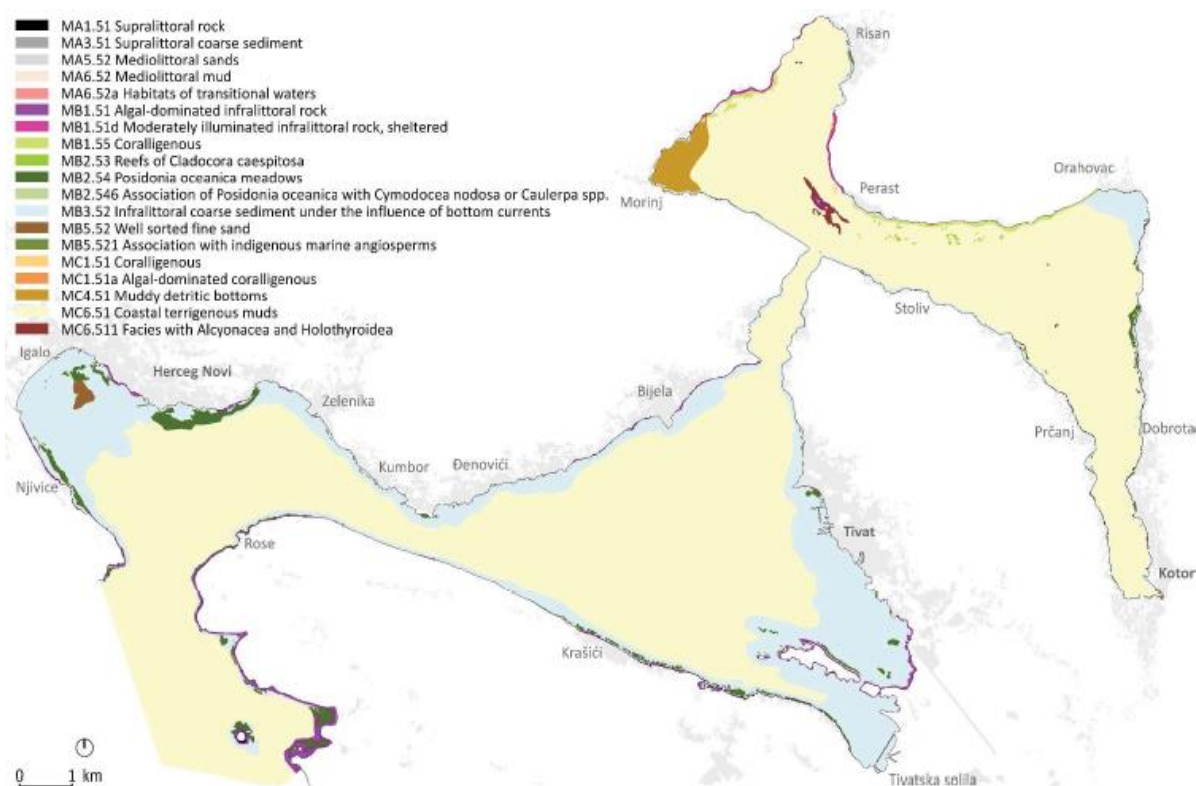 MA1.51 Supralittoral rock
MA3.51 Supralittoral coarse sediment
MA5.52 Mediolittoral sands
MA6.52 Mediolittoral mud
MA6.52a Habitats of transitional waters
MB1.51 Algal-dominated infralittoral rock
MB1.51d Moderately illuminated infralittoral rock, sheltered
MB1.55 Coralligenous
MB2.53 Reefs of Cladocora caespitosa
MB2.54 Posidonia oceanica meadows
MB2.546 Association of Posidonia oceanica with Cymodocea nodosa or Caulerpa spp.
MB3.52 Infralittoral coarse sediment under the influence of bottom currents
MB5.52 Well sorted fine sand
MB5.521 Association with indigenous marine angiosperms
MC1.51 Coralligenous
MC1.51a Algal-dominated coralligenous
MC4.51 Muddy detritic bottoms
MC6.51 Coastal terrigenous muds
MC6.511 Facies with Alcyonacea and Holothyroidea
Risan
Orahovac
Perast
Morinj
Stoliv
Igalo
Herceg Novi
Bijela
Zelenika
Prčanj
Dobrota
Kumbor
Đenovići
Njivice
Tivat
Rose
Kotor
Krašići
Tivatska solila
0 1 km